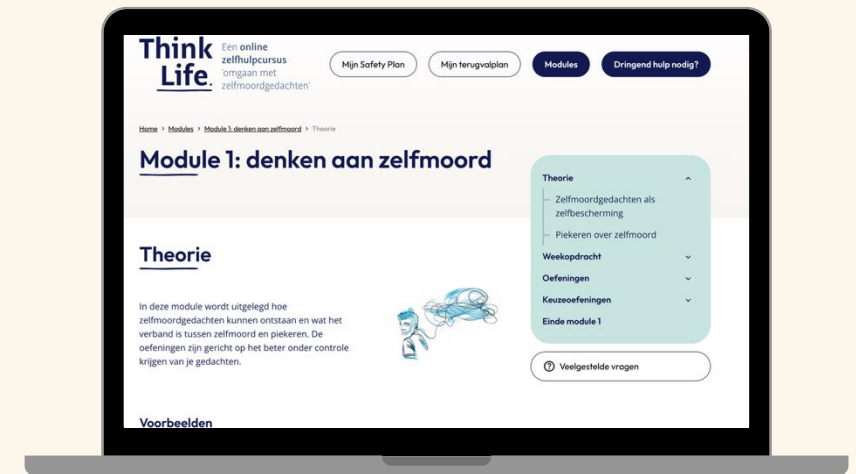 Think
Life.
Een online
zelfhulpcursus
'omgaan met
zelfmoordgedachten'
Mijn Safety Plan
Mijn terugvalplan
Modules
Dringend hulp nodig?
Home > Modules > Module 1: denken aan zelfmoord > Theorie
Module 1: denken aan zelfmoord
Theorie
In deze module wordt uitgelegd hoe
zelfmoordgedachten kunnen ontstaan en wat het
verband is tussen zelfmoord en piekeren. De
oefeningen zijn gericht op het beter onder controle
krijgen van je gedachten.
Voorbeelden
Theorie
Zelfmoordgedachten als
zelfbescherming
Piekeren over zelfmoord
Weekopdracht
Oefeningen
Keuzeoefeningen
Einde module 1
Veelgestelde vragen